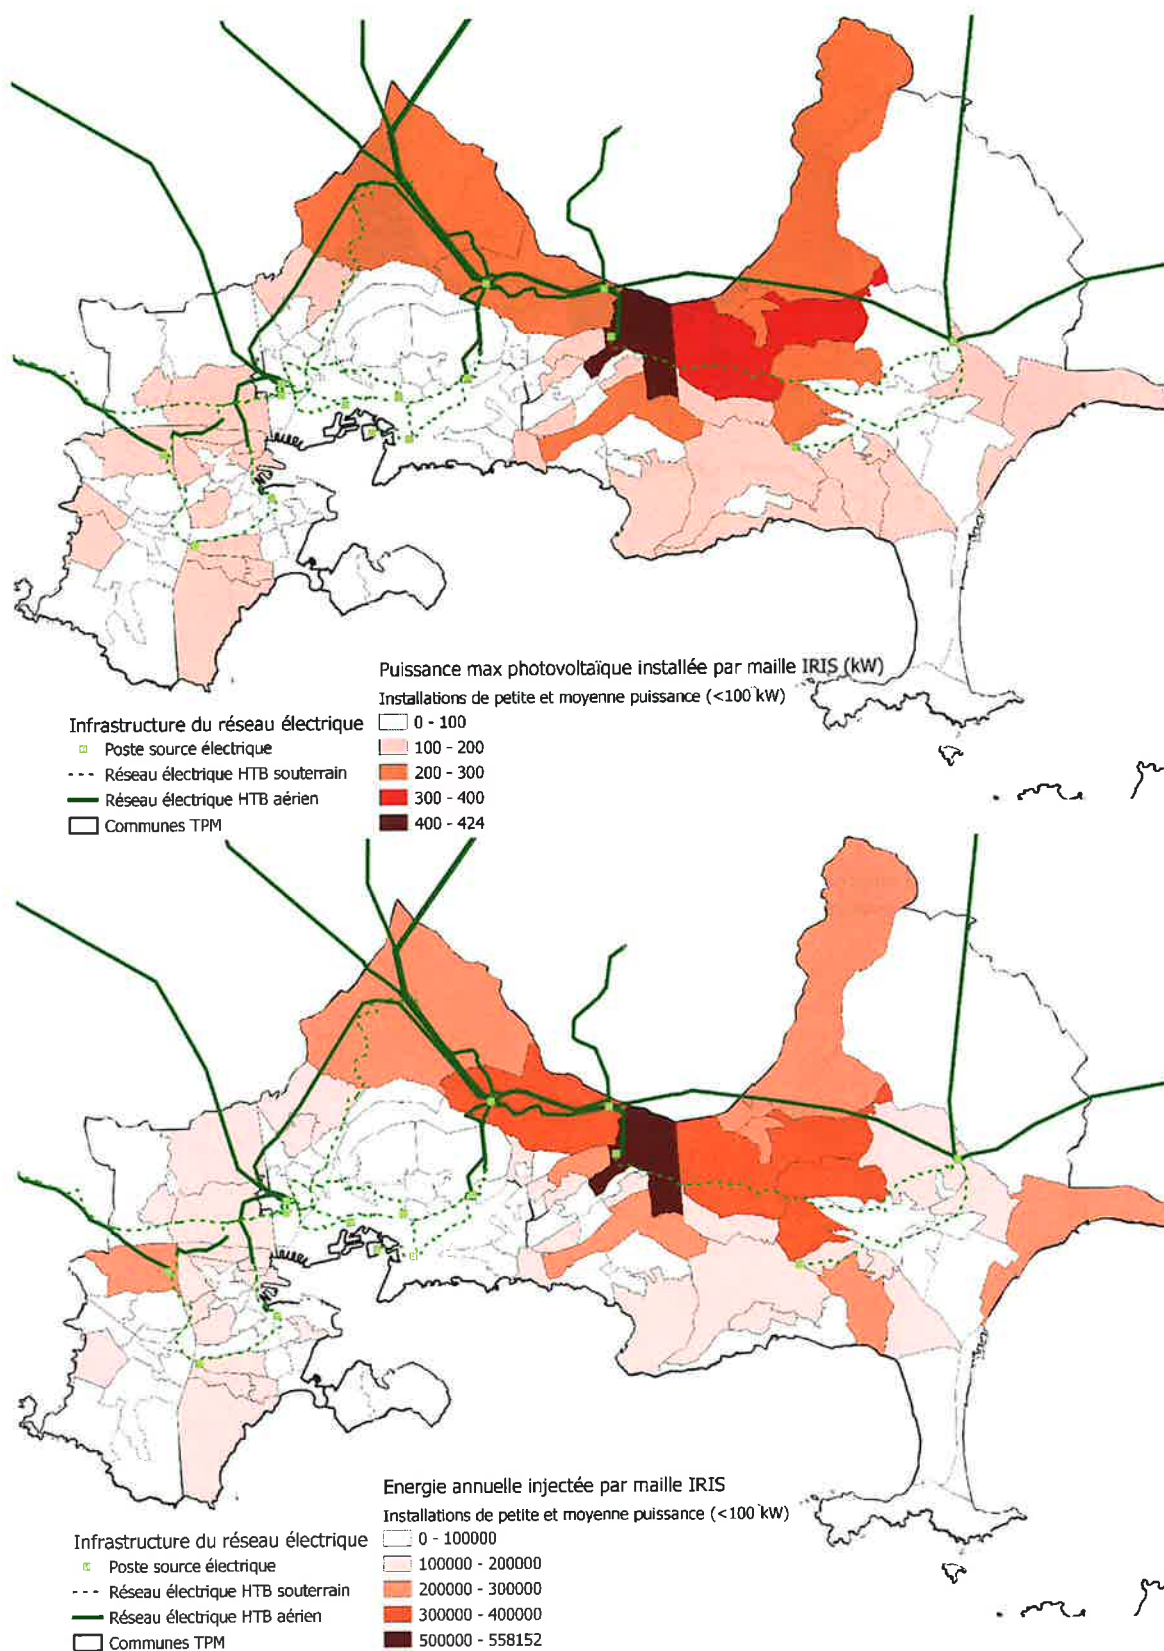 Puissance max photovoltaïque installée par maille IRIS (kW)
Installations de petite et moyenne puissance (<100 kW)
0 - 100
100 - 200
200 - 300
300 - 400
400 - 424
Infrastructure du réseau électrique
Poste source électrique
Réseau électrique HTB souterrain
Réseau électrique HTB aérien
Communes TPM
Energie annuelle injectée par maille IRIS
Installations de petite et moyenne puissance (<100 kW)
0 - 100000
100000 - 200000
200000 - 300000
300000 - 400000
500000 - 558152
Infrastructure du réseau électrique
Poste source électrique
Réseau électrique HTB souterrain
Réseau électrique HTB aérien
Communes TPM